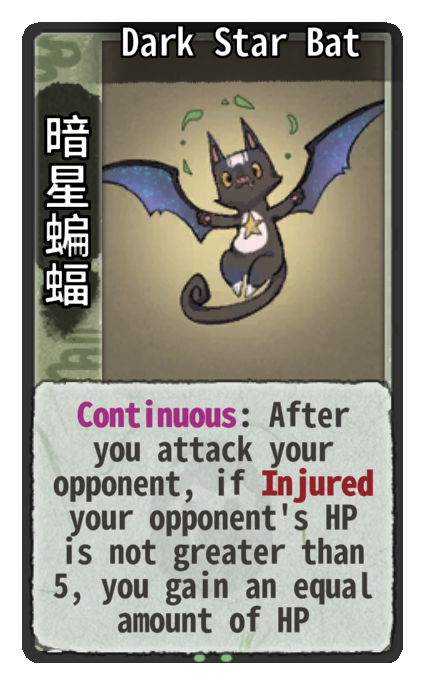 Dark Star Bat
暗星蝙蝠
Continuous: After
you attack your
opponent, if Injured
your opponent's HP
is not greater than
5, you gain an equal
amount of HP